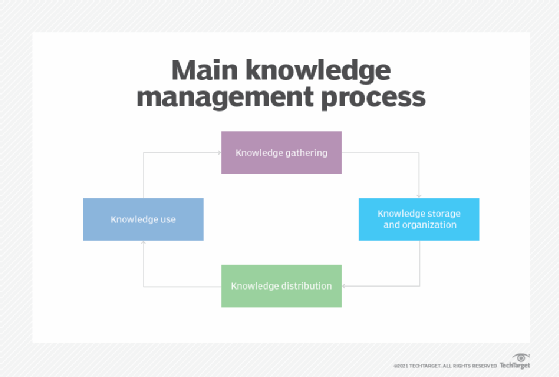 Main knowledge
management process
Knowledge gathering
Knowledge use
Knowledge storage
and organization
Knowledge distribution
©2021 TECHTARGET. ALL RIGHTS RESERVED TechTarget